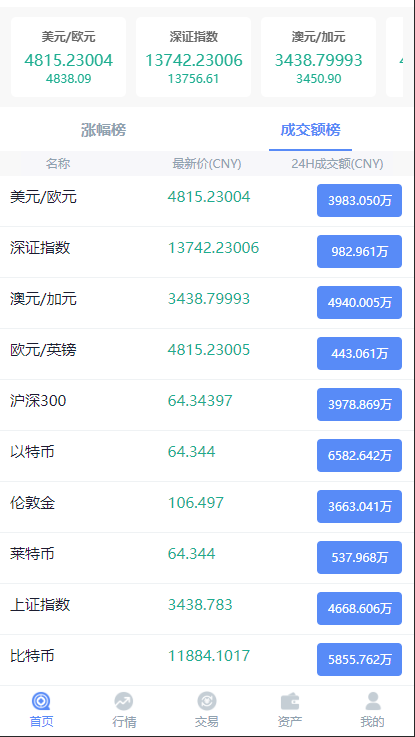 美元/欧元 深证指数 澳元/加元
4815.23004 13742.23006 3438.79993
4838.09 13756.61 3450.90
涨幅榜 成交额榜
名称 最新价(CNY) 24H成交额(CNY)
美元/欧元 4815.23004 3983.050万
深证指数 13742.23006 982.961万
澳元/加元 3438.79993 4940.005万
欧元/英镑 4815.23005 443.061万
沪深300 64.34397 3978.869万
以特币 64.344 6582.642万
伦敦金 106.497 3663.041万
莱特币 64.344 537.968万
上证指数 3438.783 4668.606万
比特币 11884.1017 5855.762万
首页 行情 交易 资产 我的